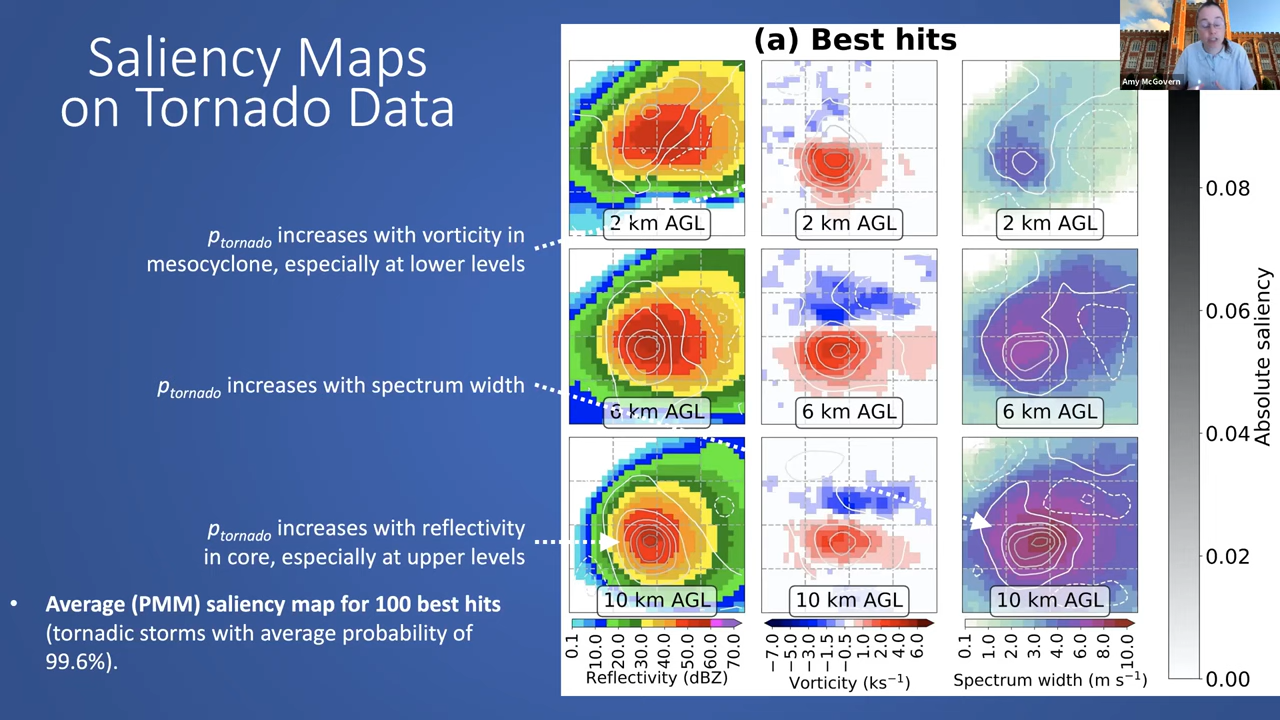 Saliency Maps
on Tornado Data
p_tornado increases with vorticity in
mesocyclone, especially at lower levels
p_tornado increases with spectrum width
p_tornado increases with reflectivity
in core, especially at upper levels
• Average (PMM) saliency map for 100 best hits
(tornadic storms with average probability of
99.6%).
(a) Best hits
2 km AGL 2 km AGL 2 km AGL
6 km AGL 6 km AGL 6 km AGL
10 km AGL 10 km AGL 10 km AGL
0.1 10.0 20.0 30.0 40.0 50.0 60.0 70.0
Reflectivity (dBZ)
−7.0 −5.0 −3.0 −1.5 −0.5 1.0 2.0 4.0 6.0
Vorticity (ks⁻¹)
0.1 1.0 2.0 3.0 4.0 6.0 8.0 10.0
Spectrum width (m s⁻¹)
0.08
0.06
0.04
0.02
0.00
Absolute saliency
Amy McGovern